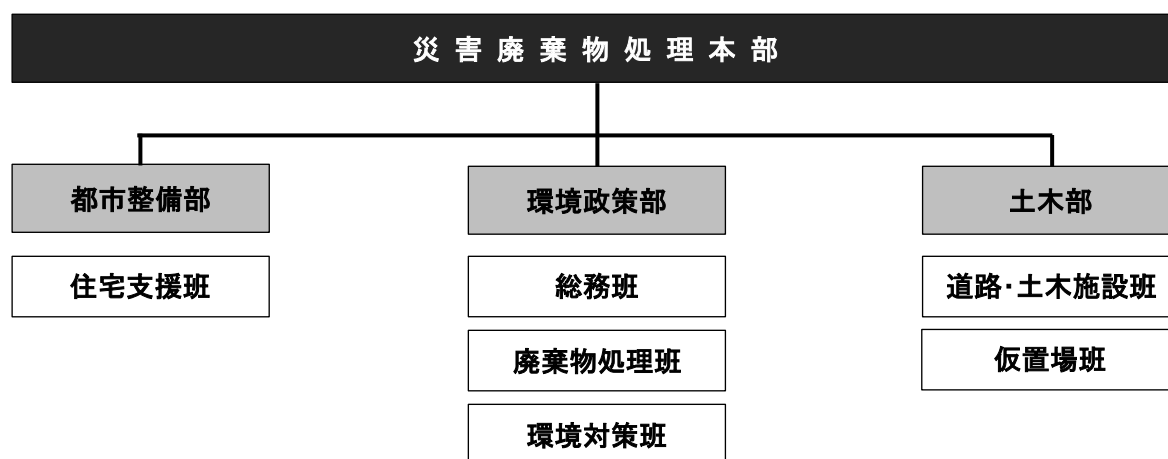 災害廃棄物処理本部
都市整備部
環境政策部
土木部
住宅支援班
総務班
道路・土木施設班
廃棄物処理班
仮置場班
環境対策班